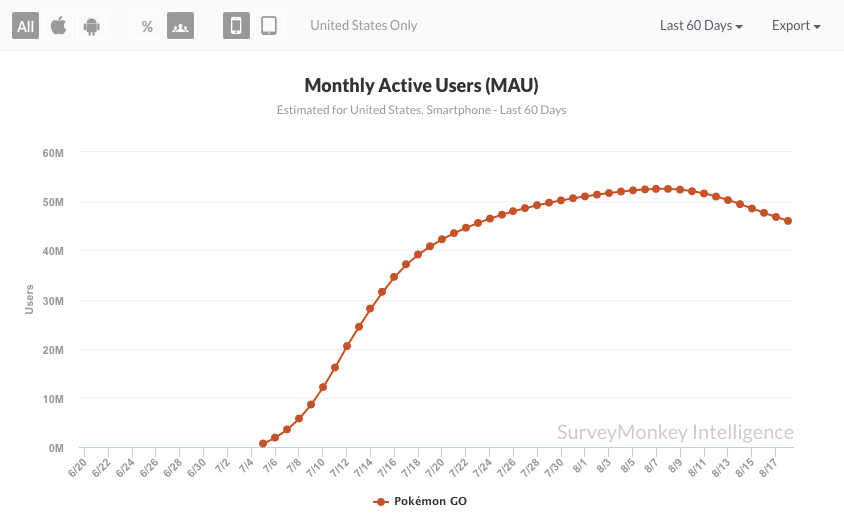 All % United States Only Last 60 Days Export
Monthly Active Users (MAU)
Estimated for United States, Smartphone - Last 60 Days
60M
50M
40M
30M
20M
10M
0M
Users
SurveyMonkey Intelligence
6/20 6/22 6/24 6/26 6/28 6/30 7/2 7/4 7/6 7/8 7/10 7/12 7/14 7/16 7/18 7/20 7/22 7/24 7/26 7/28 7/30 8/1 8/3 8/5 8/7 8/9 8/11 8/13 8/15 8/17
Pokémon GO